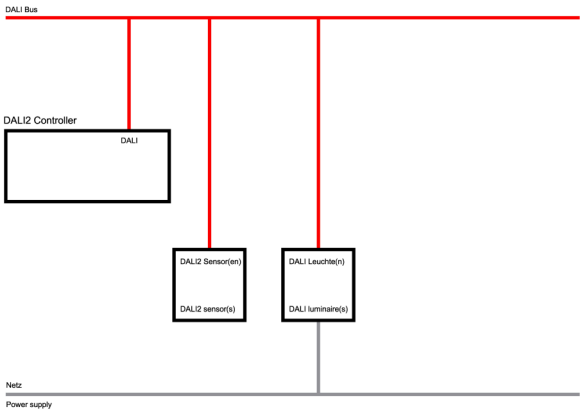 DALI Bus
DALI2 Controller
DALI
DALI2 Sensor(en)
DALI2 sensor(s)
DALI Leuchte(n)
DALI luminaire(s)
Netz
Power supply